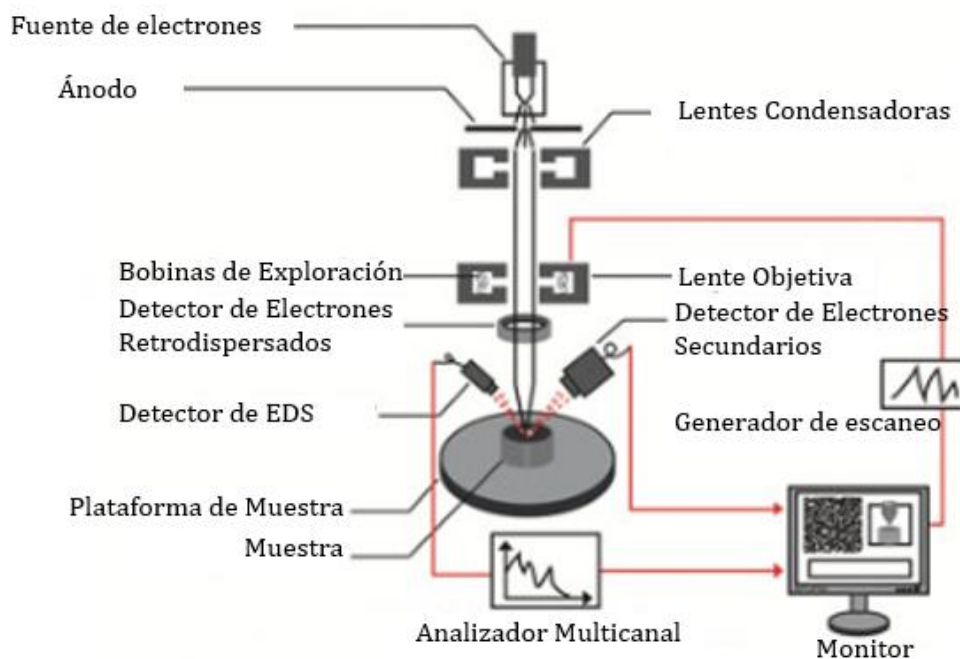 Fuente de electrones
Ánodo
Lentes Condensadoras
Bobinas de Exploración
Lente Objetiva
Detector de Electrones
Retrodispersados
Detector de Electrones
Secundarios
Detector de EDS
Generador de escaneo
Plataforma de Muestra
Muestra
Analizador Multicanal
Monitor